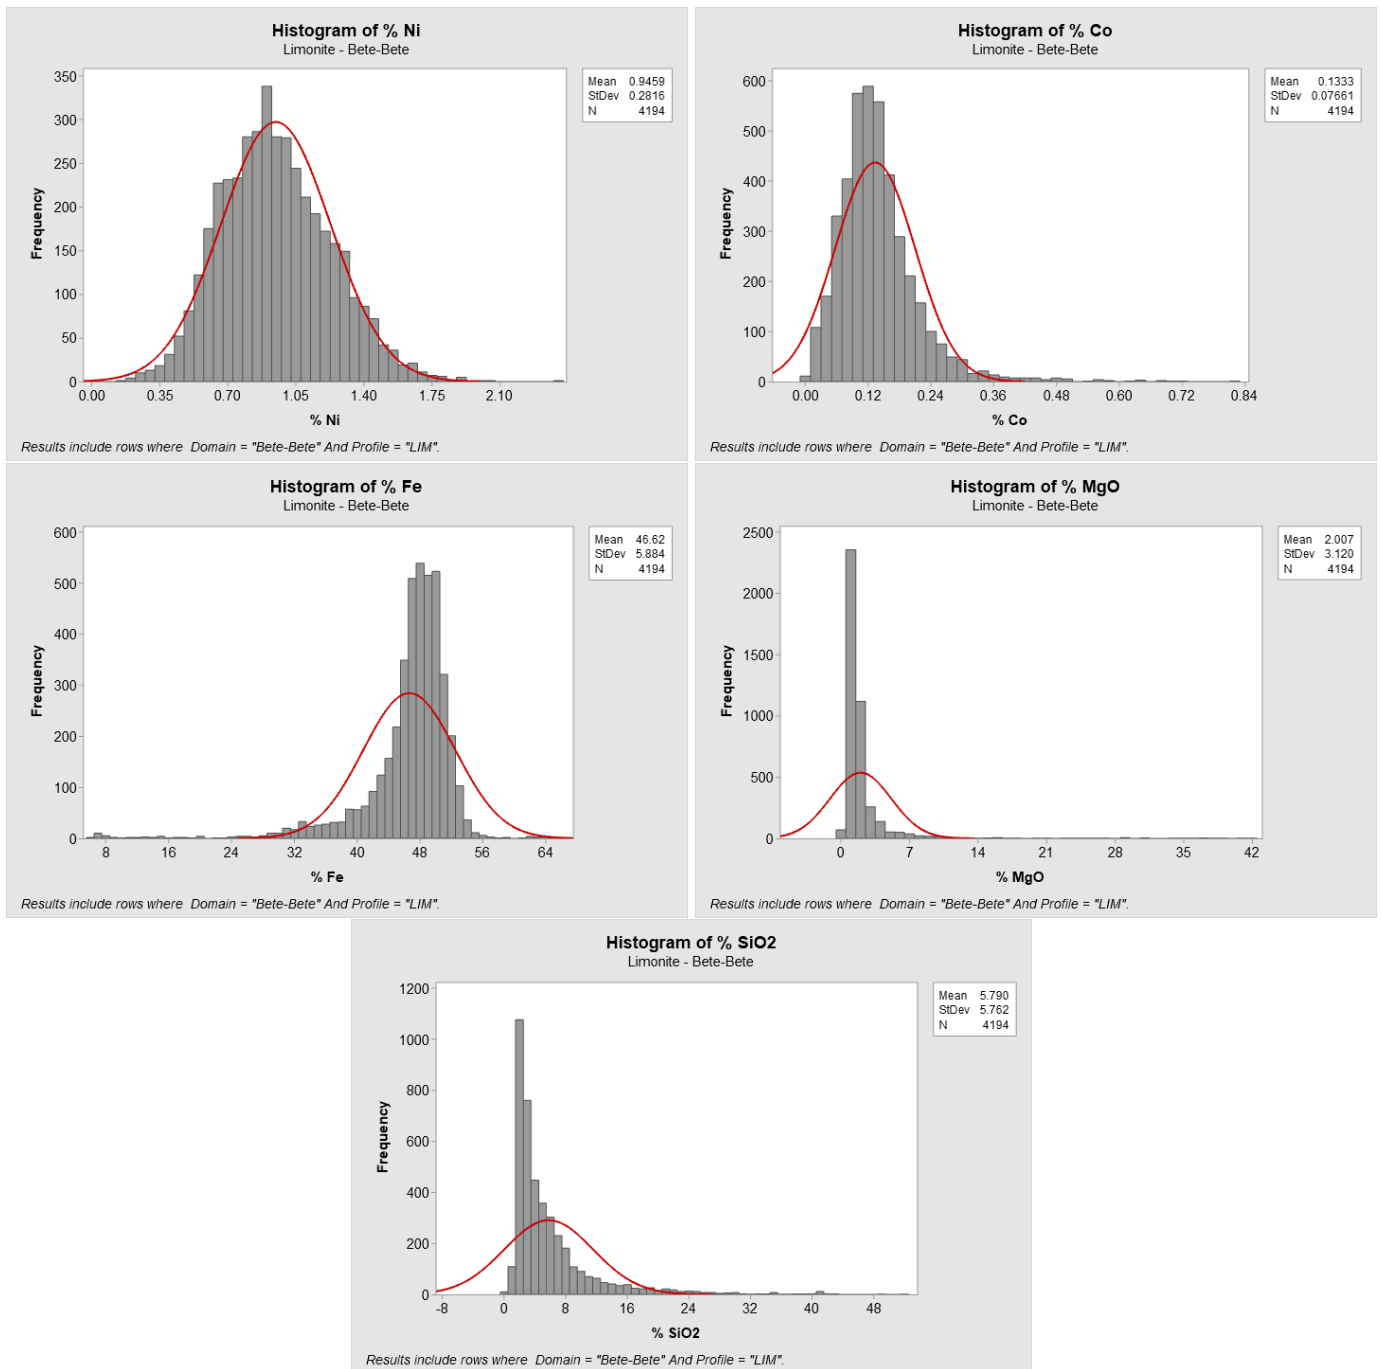 Histogram of % Ni
Limonite - Bete-Bete
Mean 0.9459
StDev 0.2816
N 4194
350
300
250
200
150
100
50
0
Frequency
0.00 0.35 0.70 1.05 1.40 1.75 2.10
% Ni
Results include rows where Domain = "Bete-Bete" And Profile = "LIM".
Histogram of % Co
Limonite - Bete-Bete
Mean 0.1333
StDev 0.07661
N 4194
600
500
400
300
200
100
0
Frequency
0.00 0.12 0.24 0.36 0.48 0.60 0.72 0.84
% Co
Results include rows where Domain = "Bete-Bete" And Profile = "LIM".
Histogram of % Fe
Limonite - Bete-Bete
Mean 46.62
StDev 5.884
N 4194
600
500
400
300
200
100
0
Frequency
8 16 24 32 40 48 56 64
% Fe
Results include rows where Domain = "Bete-Bete" And Profile = "LIM".
Histogram of % MgO
Limonite - Bete-Bete
Mean 2.007
StDev 3.120
N 4194
2500
2000
1500
1000
500
0
Frequency
0 7 14 21 28 35 42
% MgO
Results include rows where Domain = "Bete-Bete" And Profile = "LIM".
Histogram of % SiO2
Limonite - Bete-Bete
Mean 5.790
StDev 5.762
N 4194
1200
1000
800
600
400
200
0
Frequency
-8 0 8 16 24 32 40 48
% SiO2
Results include rows where Domain = "Bete-Bete" And Profile = "LIM".